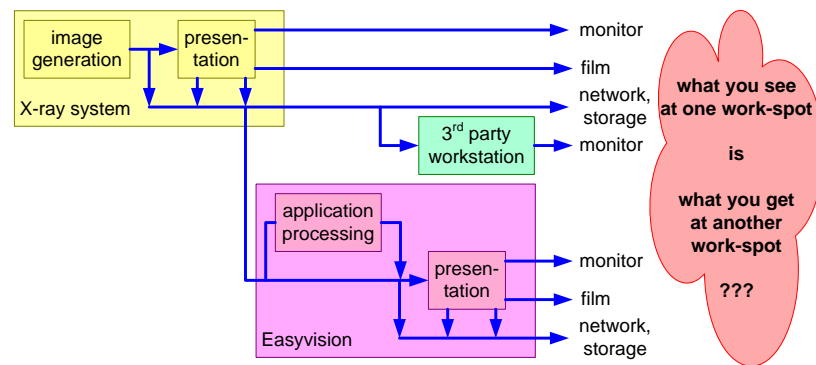 image
generation
presen-
tation
X-ray system
monitor
film
network,
storage
3rd party
workstation
monitor
application
processing
presen-
tation
Easyvision
monitor
film
network,
storage
what you see
at one work-spot
is
what you get
at another
work-spot
???